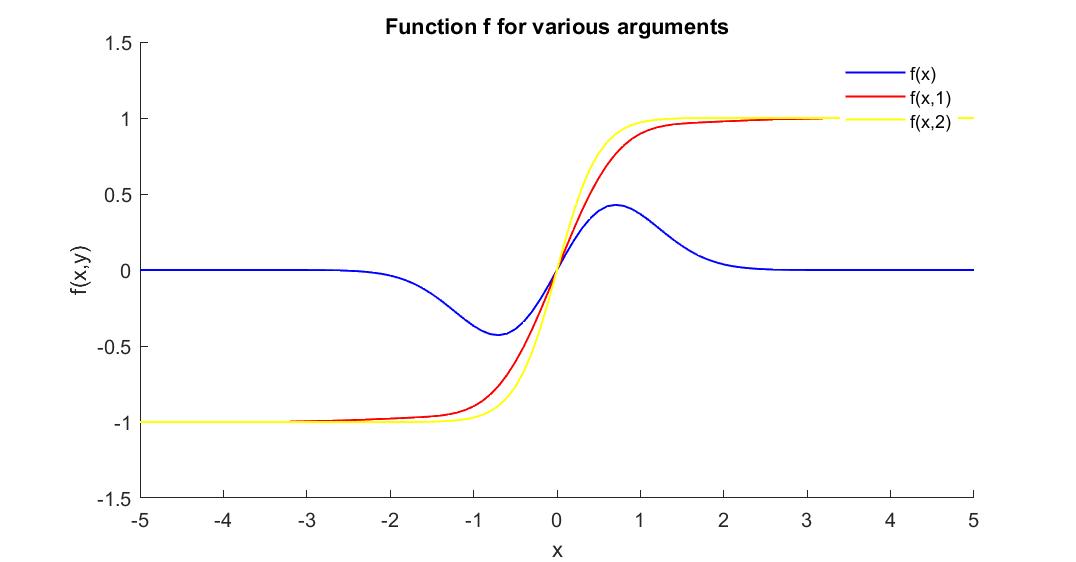 Function f for various arguments
f(x)
f(x,1)
f(x,2)
f(x,y)
1.5
1
0.5
0
-0.5
-1
-1.5
-5 -4 -3 -2 -1 0 1 2 3 4 5
x